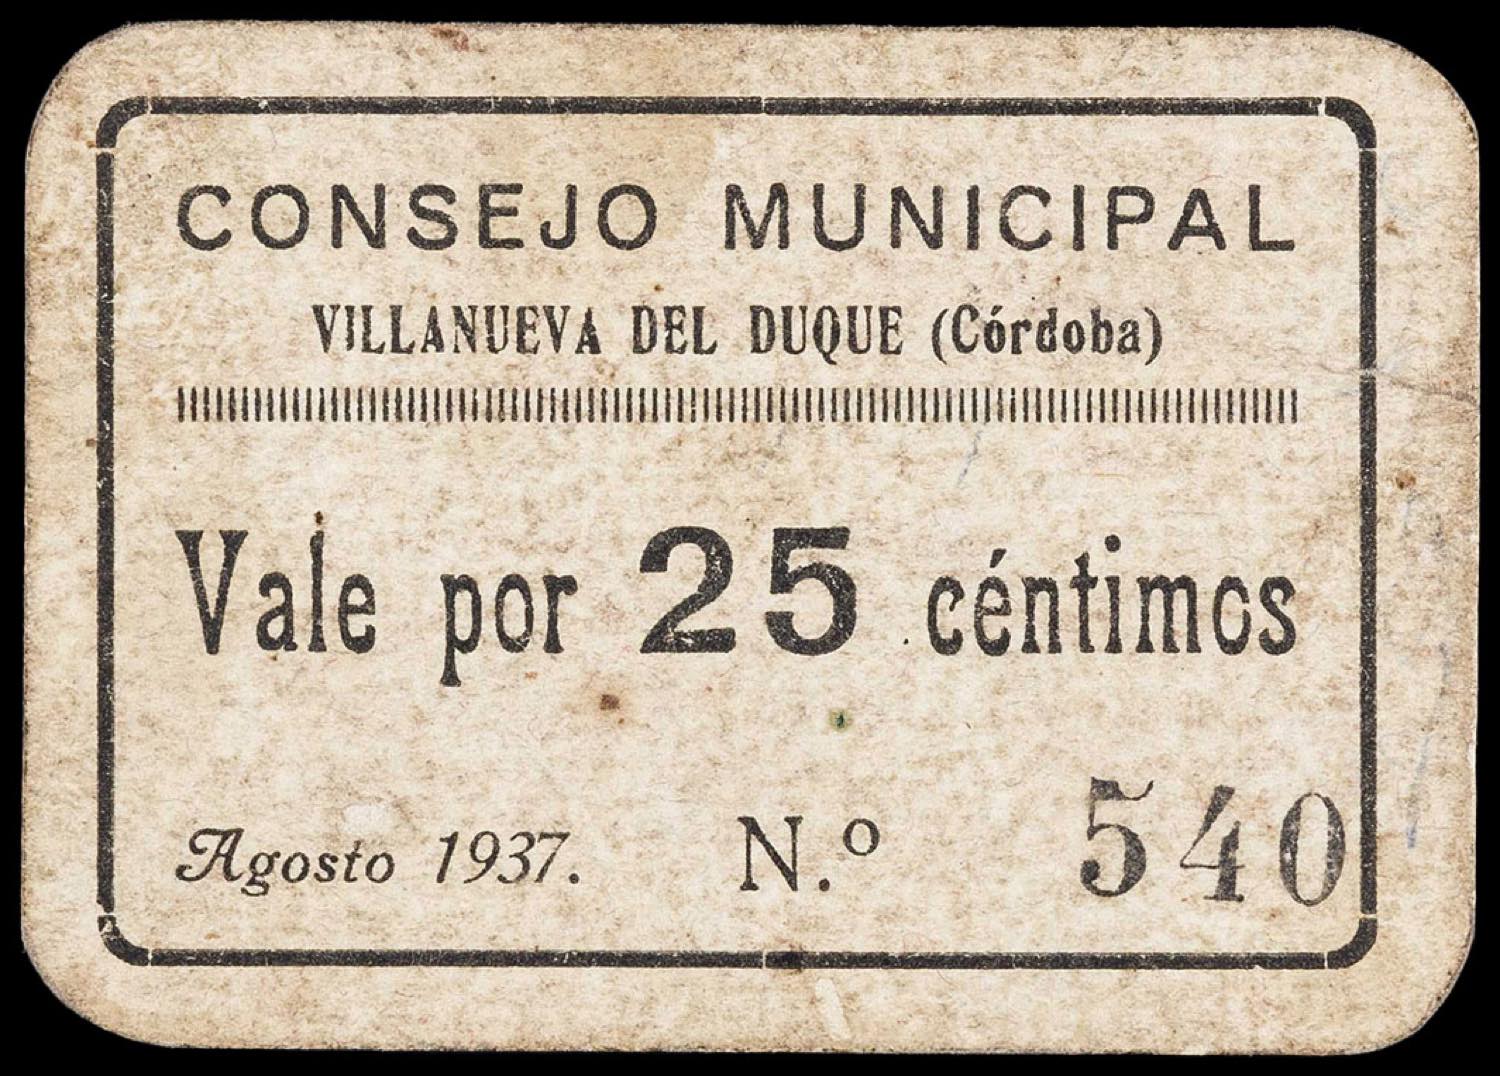 CONSEJO MUNICIPAL
VILLANUEVA DEL DUQUE (Córdoba)
Vale por 25 céntimos
Agosto 1937. N.º 540